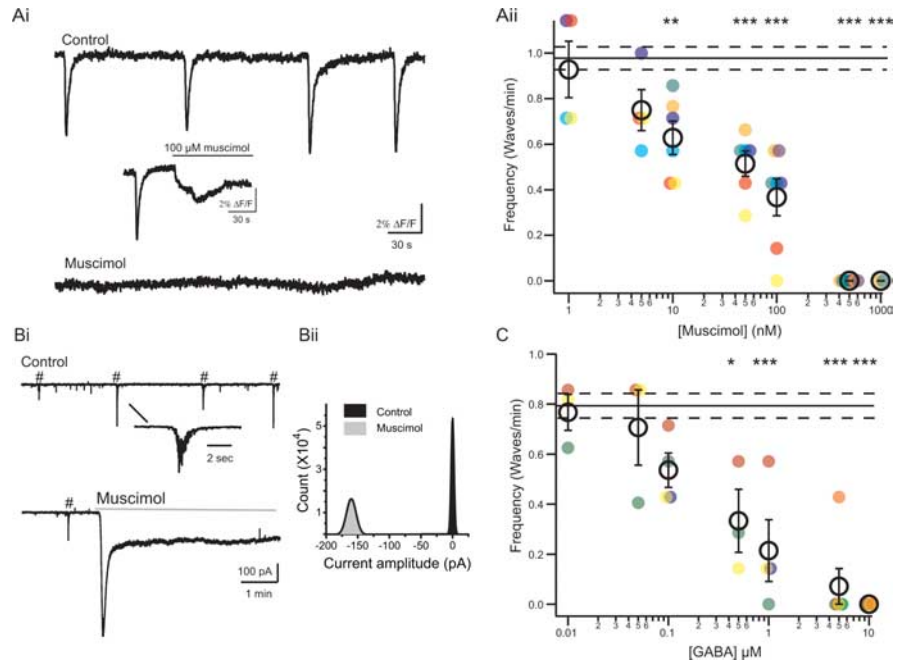 Ai
Control
100 μM muscimol
2% ΔF/F
30 s
2% ΔF/F
30 s
Muscimol
Aii
** *** *** *** ***
Frequency (Waves/min)
1.0
0.8
0.6
0.4
0.2
0.0
1 2 3 4 5 6 10 2 3 4 5 6 100 2 3 4 5 6 1000
[Muscimol] (nM)
Bi
Control
# # # #
2 sec
#
Muscimol
100 pA
1 min
Bii
Control
Muscimol
Count (X10⁴)
5
4
3
2
1
-200 -150 -100 -50 0
Current amplitude (pA)
C
* *** *** ***
Frequency (Waves/min)
1.0
0.8
0.6
0.4
0.2
0.0
0.01 2 3 4 5 6 0.1 2 3 4 5 6 1 2 3 4 5 6 10
[GABA] μM